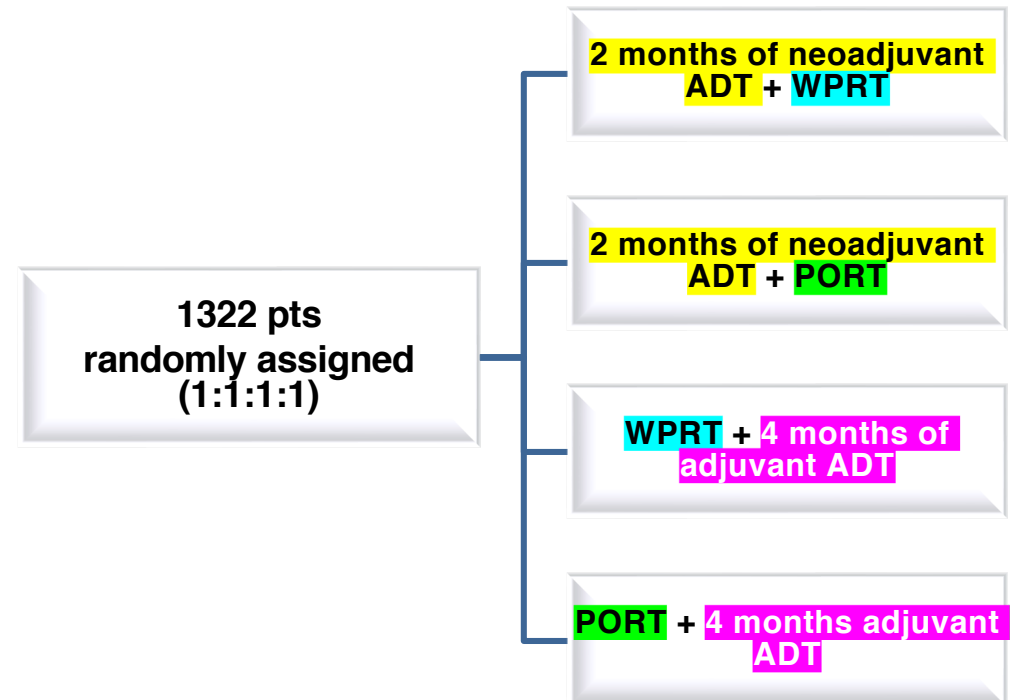 1322 pts
randomly assigned
(1:1:1:1)
2 months of neoadjuvant
ADT + WPRT
2 months of neoadjuvant
ADT + PORT
WPRT + 4 months of
adjuvant ADT
PORT + 4 months adjuvant
ADT